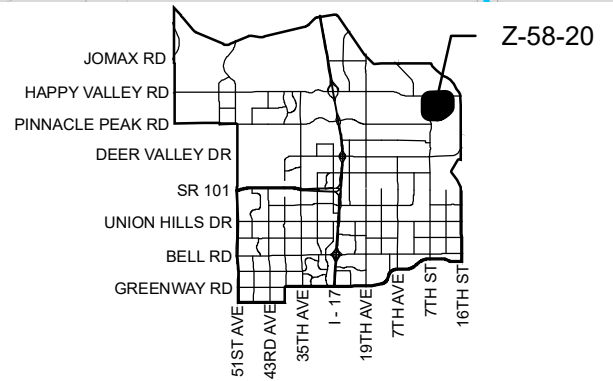 Z-58-20
JOMAX RD
HAPPY VALLEY RD
PINNACLE PEAK RD
DEER VALLEY DR
SR 101
UNION HILLS DR
BELL RD
GREENWAY RD
51ST AVE
43RD AVE
35TH AVE
I - 17
19TH AVE
7TH AVE
7TH ST
16TH ST